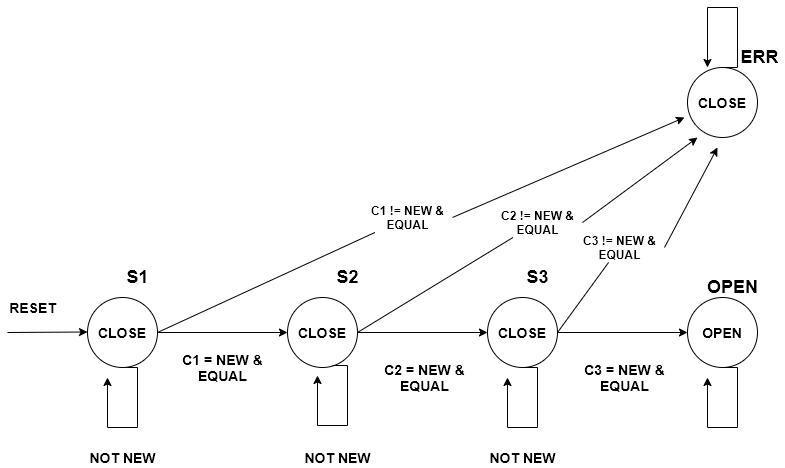 ERR
CLOSE
C1 != NEW &
EQUAL
C2 != NEW &
EQUAL
C3 != NEW &
EQUAL
S1
S2
S3
OPEN
RESET
CLOSE
CLOSE
CLOSE
OPEN
C1 = NEW &
EQUAL
C2 = NEW &
EQUAL
C3 = NEW &
EQUAL
NOT NEW
NOT NEW
NOT NEW